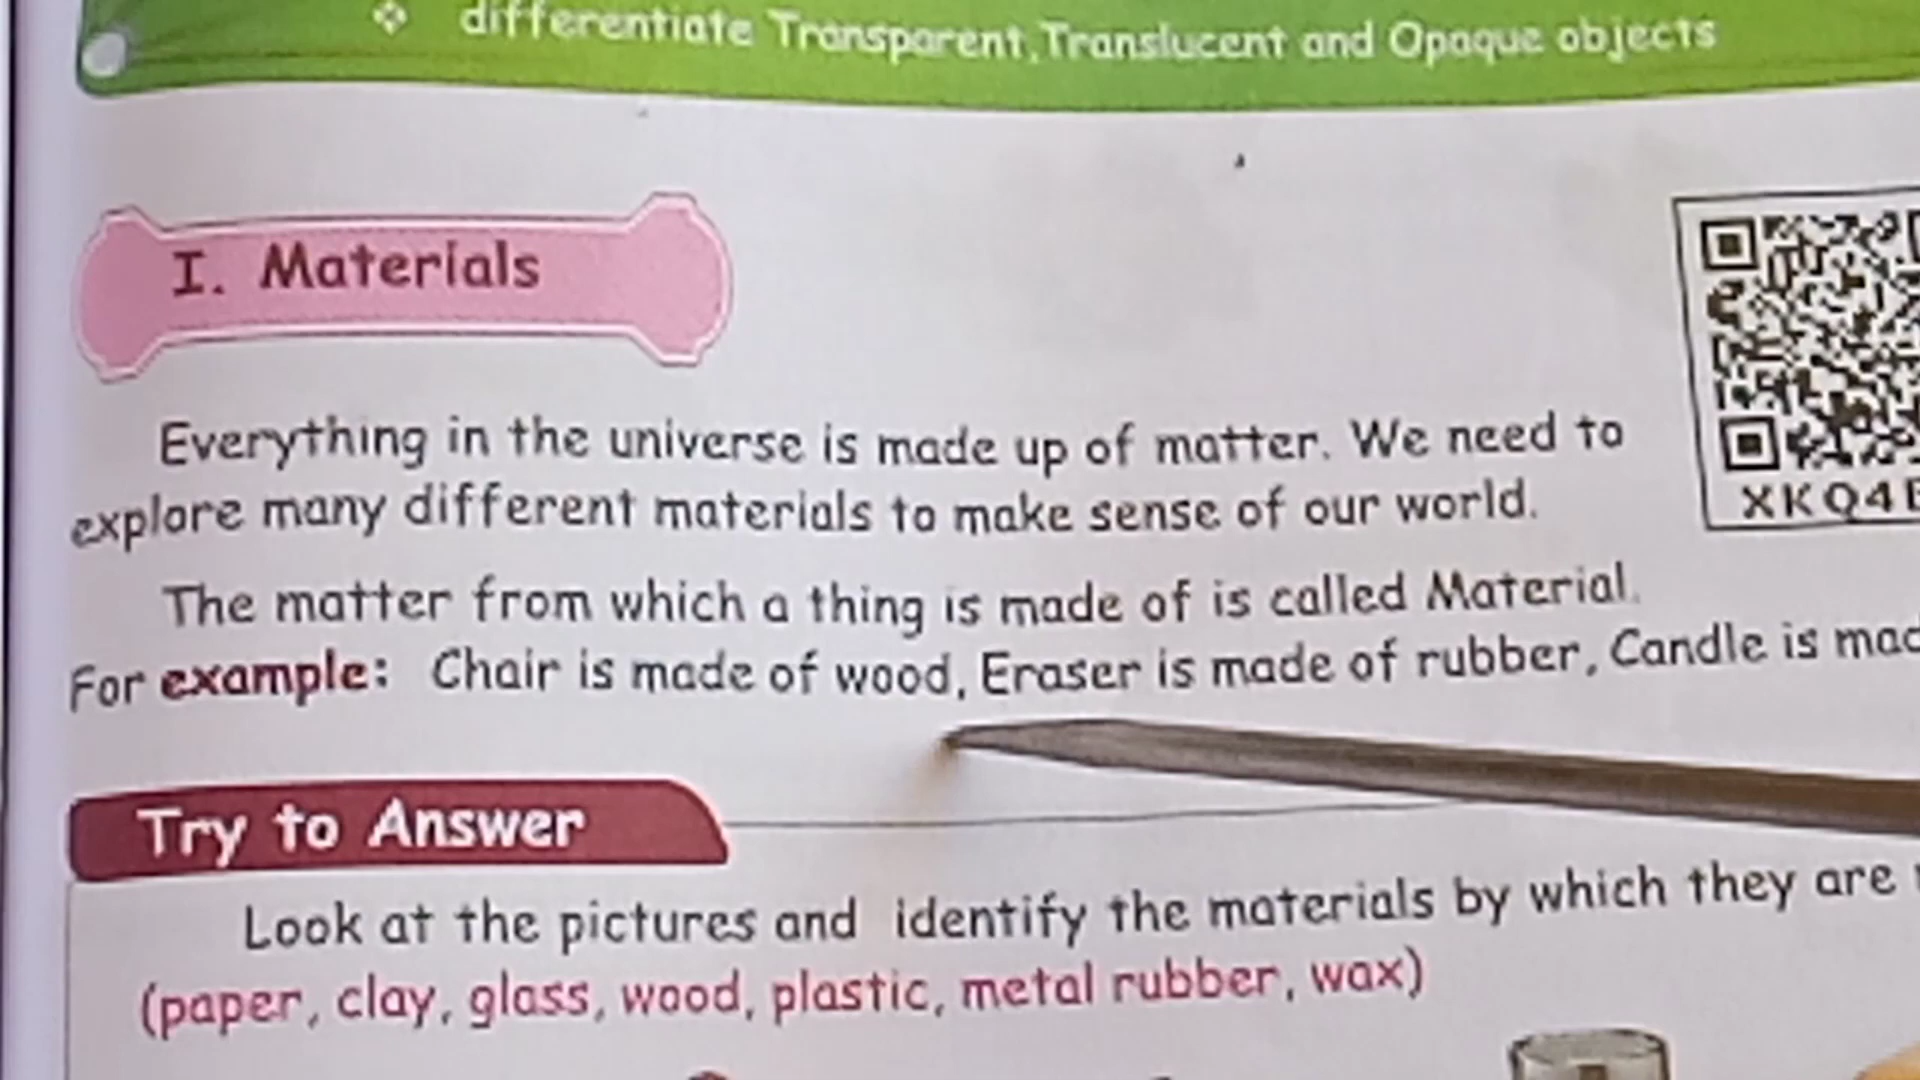 ❖ differentiate Transparent, Translucent and Opaque objects
I. Materials
Everything in the universe is made up of matter. We need to
explore many different materials to make sense of our world.
XKQ4
The matter from which a thing is made of is called Material.
For example: Chair is made of wood, Eraser is made of rubber, Candle is
Try to Answer
Look at the pictures and identify the materials by which they are
(paper, clay, glass, wood, plastic, metal rubber, wax)